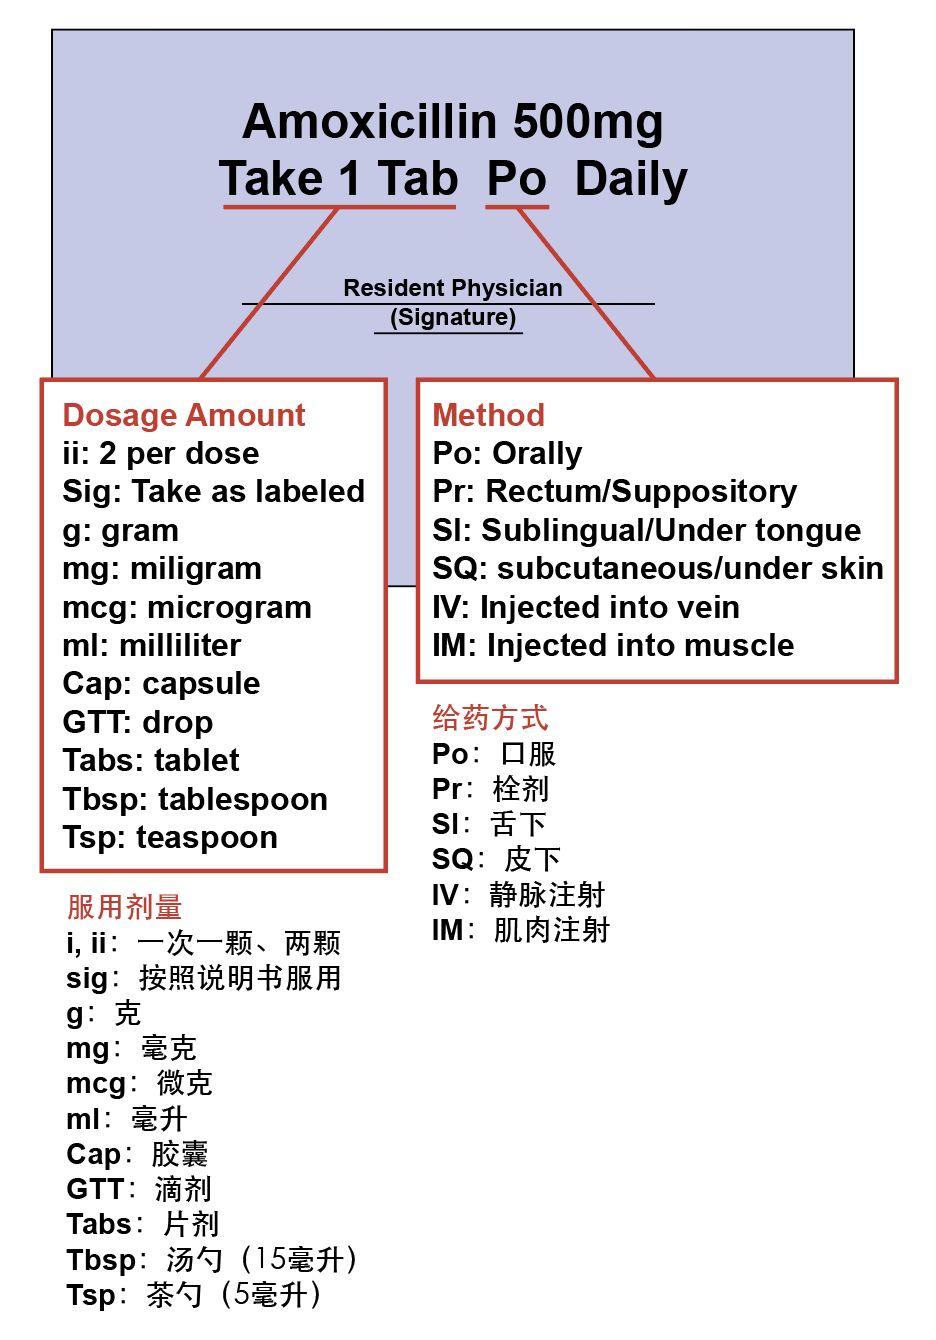 Amoxicillin 500mg
Take 1 Tab Po Daily
Resident Physician
(Signature)
Dosage Amount
ii: 2 per dose
Sig: Take as labeled
g: gram
mg: miligram
mcg: microgram
ml: milliliter
Cap: capsule
GTT: drop
Tabs: tablet
Tbsp: tablespoon
Tsp: teaspoon
Method
Po: Orally
Pr: Rectum/Suppository
Sl: Sublingual/Under tongue
SQ: subcutaneous/under skin
IV: Injected into vein
IM: Injected into muscle
服用剂量
i, ii：一次一颗、两颗
sig：按照说明书服用
g：克
mg：毫克
mcg：微克
ml：毫升
Cap：胶囊
GTT：滴剂
Tabs：片剂
Tbsp：汤勺（15毫升）
Tsp：茶勺（5毫升）
给药方式
Po：口服
Pr：栓剂
Sl：舌下
SQ：皮下
IV：静脉注射
IM：肌肉注射